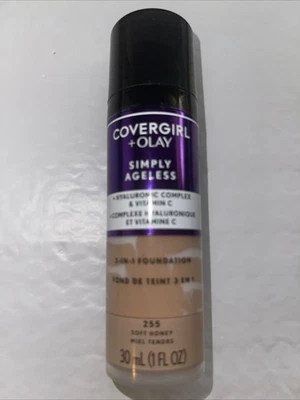 COVERGIRL
+OLAY
SIMPLY
AGELESS
+ HYALURONIC COMPLEX
& VITAMIN C
+COMPLEXE HYALURONIQUE
ET VITAMINE C
3-IN-1 FOUNDATION
FOND DE TEINT 3 EN 1
255
SOFT HONEY
MIEL TENDRE
30 mL (1 FL OZ)